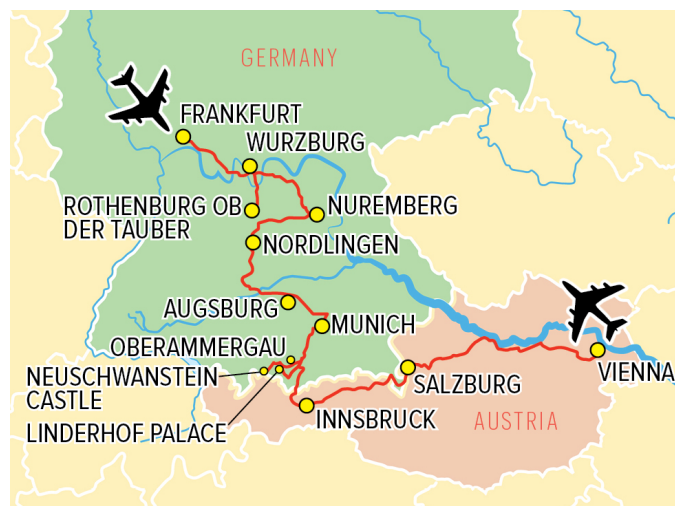 GERMANY
FRANKFURT
WURZBURG
ROTHENBURG OB
DER TAUBER
NUREMBERG
NORDLINGEN
AUGSBURG
MUNICH
OBERAMMERGAU
NEUSCHWANSTEIN
CASTLE
LINDERHOF PALACE
INNSBRUCK
SALZBURG
VIENNA
AUSTRIA